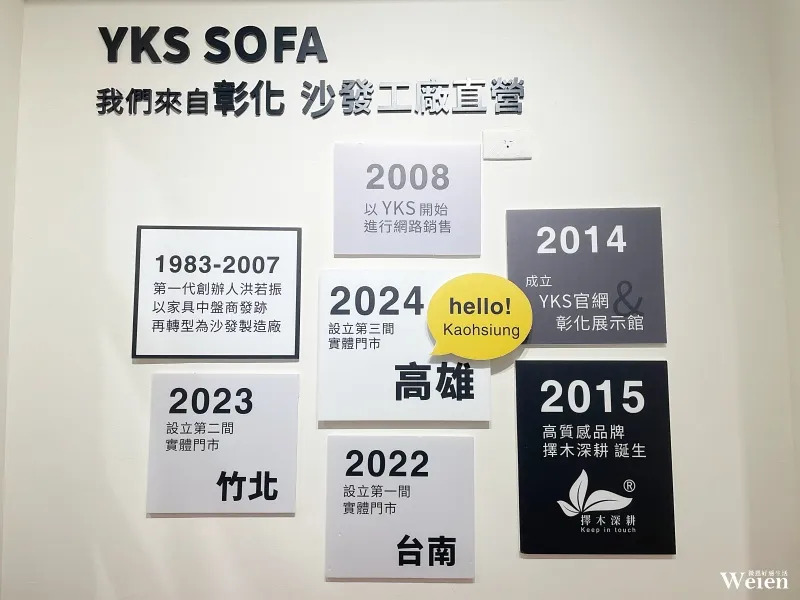 YKS SOFA
我們來自彰化 沙發工廠直營
2008
以 YKS 開始
進行網路銷售
1983-2007
第一代創辦人洪若振
以家具中盤商發跡
再轉型為沙發製造廠
2014
成立
YKS官網 &
彰化展示館
2024
設立第三間
實體門市
高雄
hello!
Kaohsiung
2023
設立第二間
實體門市
竹北
2022
設立第一間
實體門市
台南
2015
高質感品牌
擇木深耕 誕生
®
擇木深耕
Keep in touch
Weien